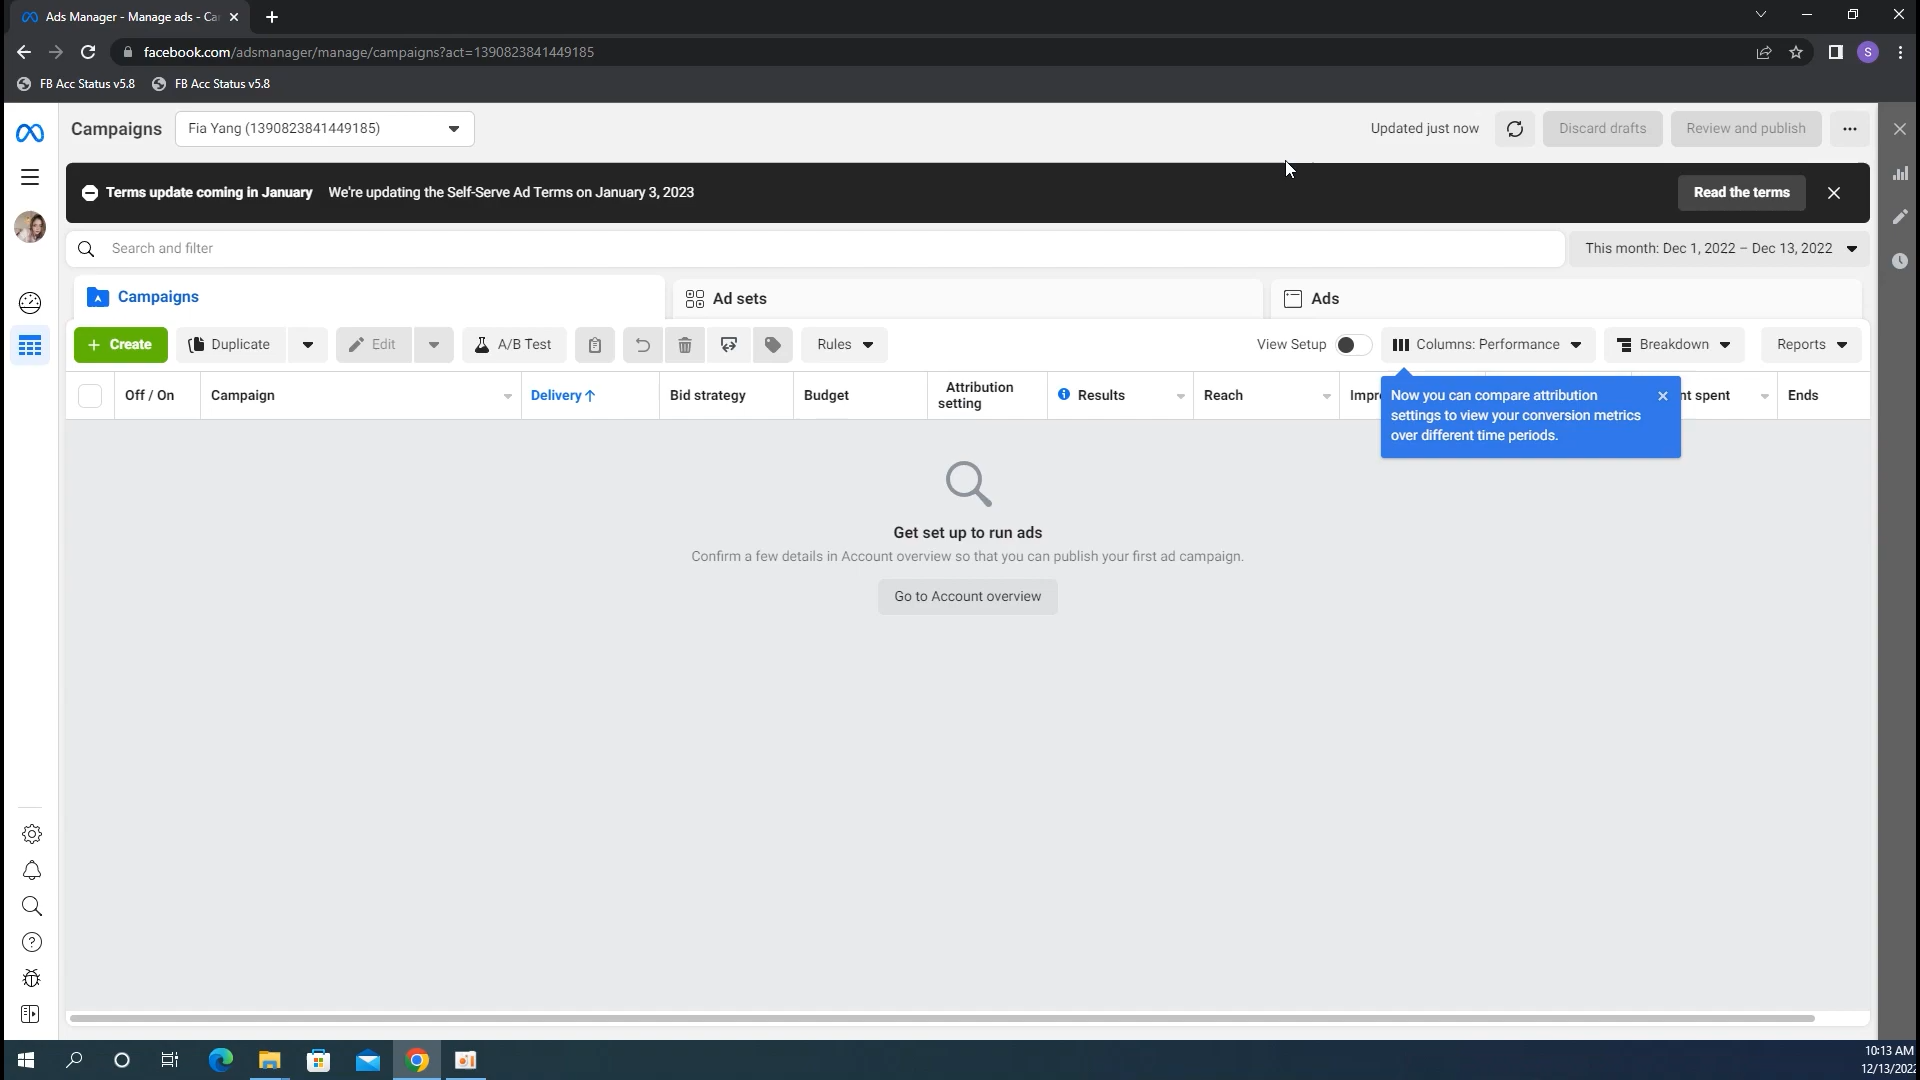 Ads Manager - Manage ads - Ca
facebook.com/adsmanager/manage/campaigns?act=1390823841449185
S
FB Acc Status v5.8
FB Acc Status v5.8
Campaigns
Fia Yang (1390823841449185)
Updated just now
Discard drafts
Review and publish
Terms update coming in January We're updating the Self-Serve Ad Terms on January 3, 2023
Read the terms
Search and filter
This month: Dec 1, 2022 – Dec 13, 2022
Campaigns
Ad sets
Ads
+ Create
Duplicate
Edit
A/B Test
Rules
View Setup
Columns: Performance
Breakdown
Reports
Off / On
Campaign
Delivery ↑
Bid strategy
Budget
Attribution
setting
Results
Reach
Impre
nt spent
Ends
Now you can compare attribution
settings to view your conversion metrics
over different time periods.
Get set up to run ads
Confirm a few details in Account overview so that you can publish your first ad campaign.
Go to Account overview
10:13 AM
12/13/2022